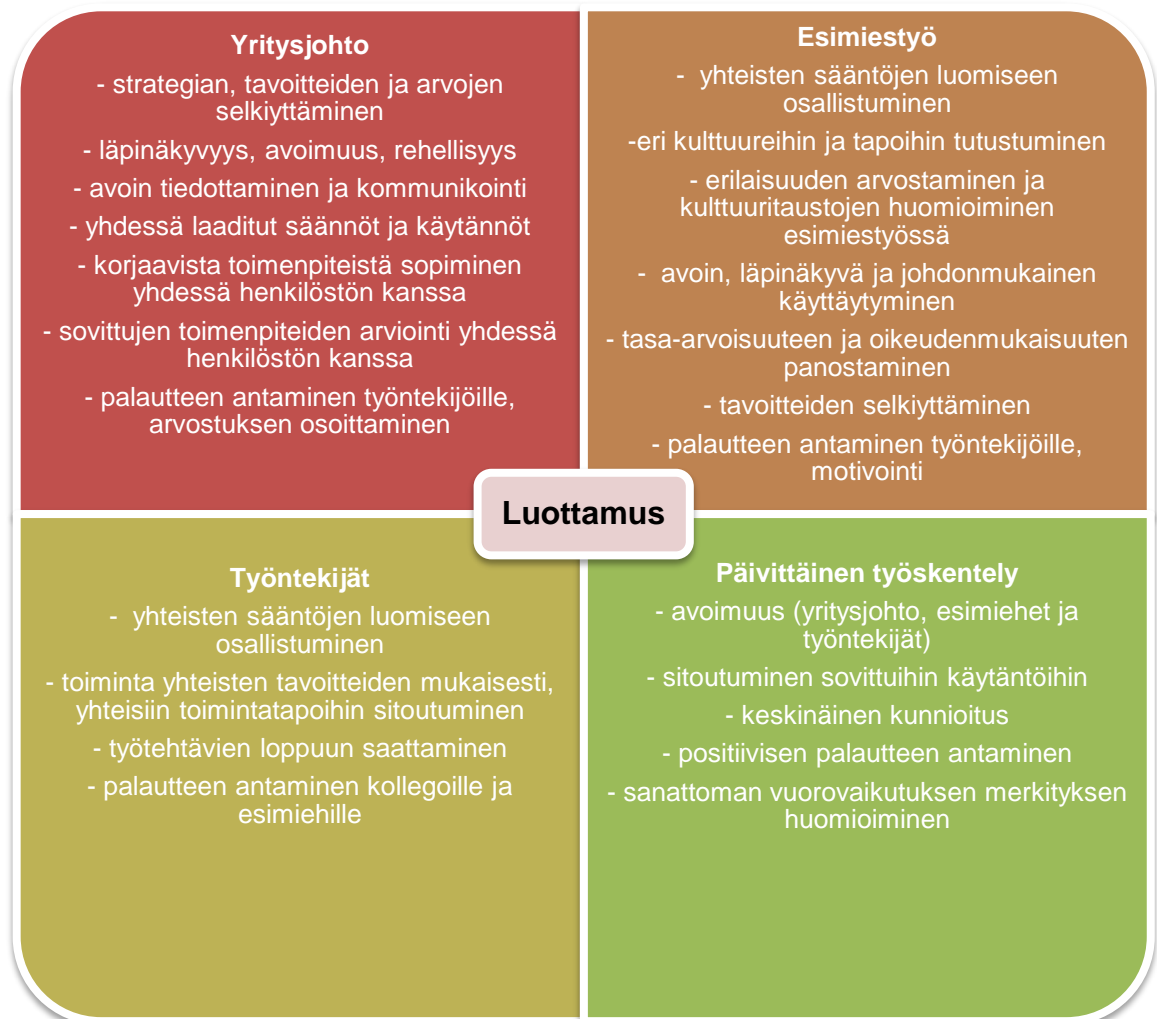 Yritysjohto
- strategian, tavoitteiden ja arvojen
selkiyttäminen
- läpinäkyvyys, avoimuus, rehellisyys
- avoin tiedottaminen ja kommunikointi
- yhdessä laaditut säännöt ja käytännöt
- korjaavista toimenpiteistä sopiminen
yhdessä henkilöstön kanssa
- sovittujen toimenpiteiden arviointi yhdessä
henkilöstön kanssa
- palautteen antaminen työntekijöille,
arvostuksen osoittaminen
Esimiestyö
- yhteisten sääntöjen luomiseen
osallistuminen
-eri kulttuureihin ja tapoihin tutustuminen
- erilaisuuden arvostaminen ja
kulttuuritaustojen huomioiminen
esimiestyössä
- avoin, läpinäkyvä ja johdonmukainen
käyttäytyminen
- tasa-arvoisuuteen ja oikeudenmukaisuuten
panostaminen
- tavoitteiden selkiyttäminen
- palautteen antaminen työntekijöille,
motivointi
Luottamus
Työntekijät
- yhteisten sääntöjen luomiseen
osallistuminen
- toiminta yhteisten tavoitteiden mukaisesti,
yhteisiin toimintatapoihin sitoutuminen
- työtehtävien loppuun saattaminen
- palautteen antaminen kollegoille ja
esimiehille
Päivittäinen työskentely
- avoimuus (yritysjohto, esimiehet ja
työntekijät)
- sitoutuminen sovittuihin käytäntöihin
- keskinäinen kunnioitus
- positiivisen palautteen antaminen
- sanattoman vuorovaikutuksen merkityksen
huomioiminen